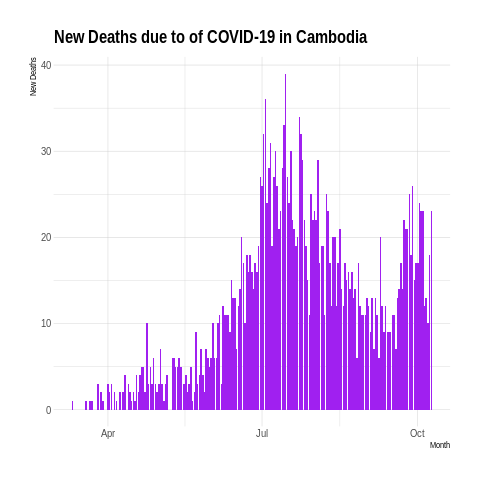 New Deaths due to of COVID-19 in Cambodia
New Deaths
40
30
20
10
0
Apr
Jul
Oct
Month